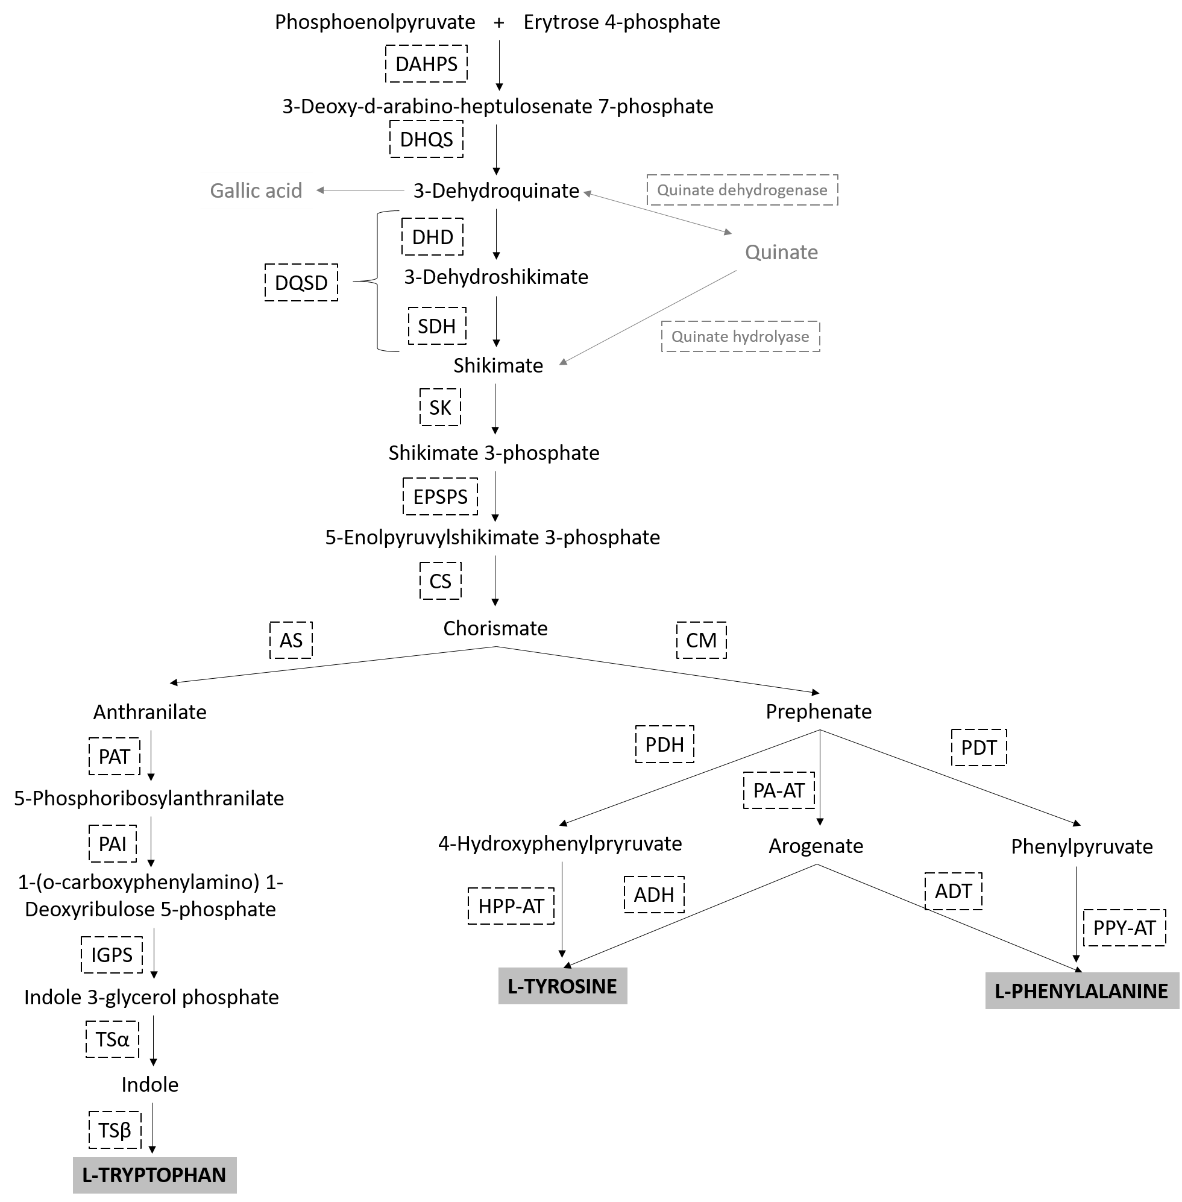 Phosphoenolpyruvate + Erytrose 4-phosphate
DAHPS
3-Deoxy-d-arabino-heptulosenate 7-phosphate
DHQS
Gallic acid
3-Dehydroquinate
Quinate dehydrogenase
DHD
Quinate
DQSD
3-Dehydroshikimate
SDH
Quinate hydrolyase
Shikimate
SK
Shikimate 3-phosphate
EPSPS
5-Enolpyruvylshikimate 3-phosphate
CS
Chorismate
AS
CM
Anthranilate
Prephenate
PAT
PDH
PDT
PA-AT
5-Phosphoribosylanthranilate
PAI
4-Hydroxyphenylpryruvate
Arogenate
Phenylpyruvate
1-(o-carboxyphenylamino) 1-
Deoxyribulose 5-phosphate
HPP-AT
ADH
ADT
PPY-AT
IGPS
L-TYROSINE
L-PHENYLALANINE
Indole 3-glycerol phosphate
TSα
Indole
TSβ
L-TRYPTOPHAN